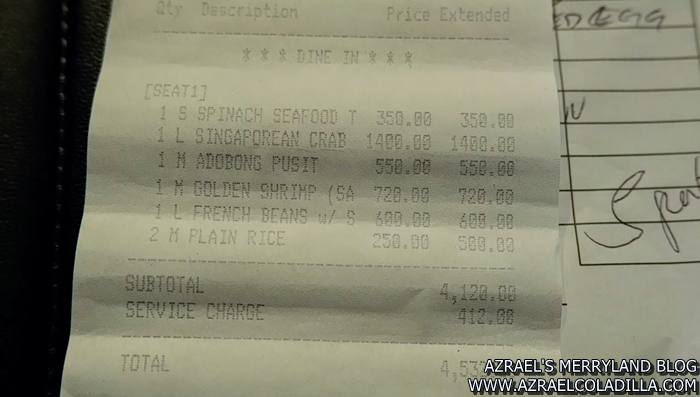 Qty Description Price Extended
* * * DINE IN * * *
[SEAT1]
1 S SPINACH SEAFOOD T 350.00 350.00
1 L SINGAPOREAN CRAB 1400.00 1400.00
1 M ADOBONG PUSIT 550.00 550.00
1 M GOLDEN SHRIMP (SA 720.00 720.00
1 L FRENCH BEANS w/ S 600.00 600.00
2 M PLAIN RICE 250.00 500.00
SUBTOTAL 4,120.00
SERVICE CHARGE 412.00
TOTAL
EGG
AZRAEL'S MERRYLAND BLOG
WWW.AZRAELCOLADILLA.COM